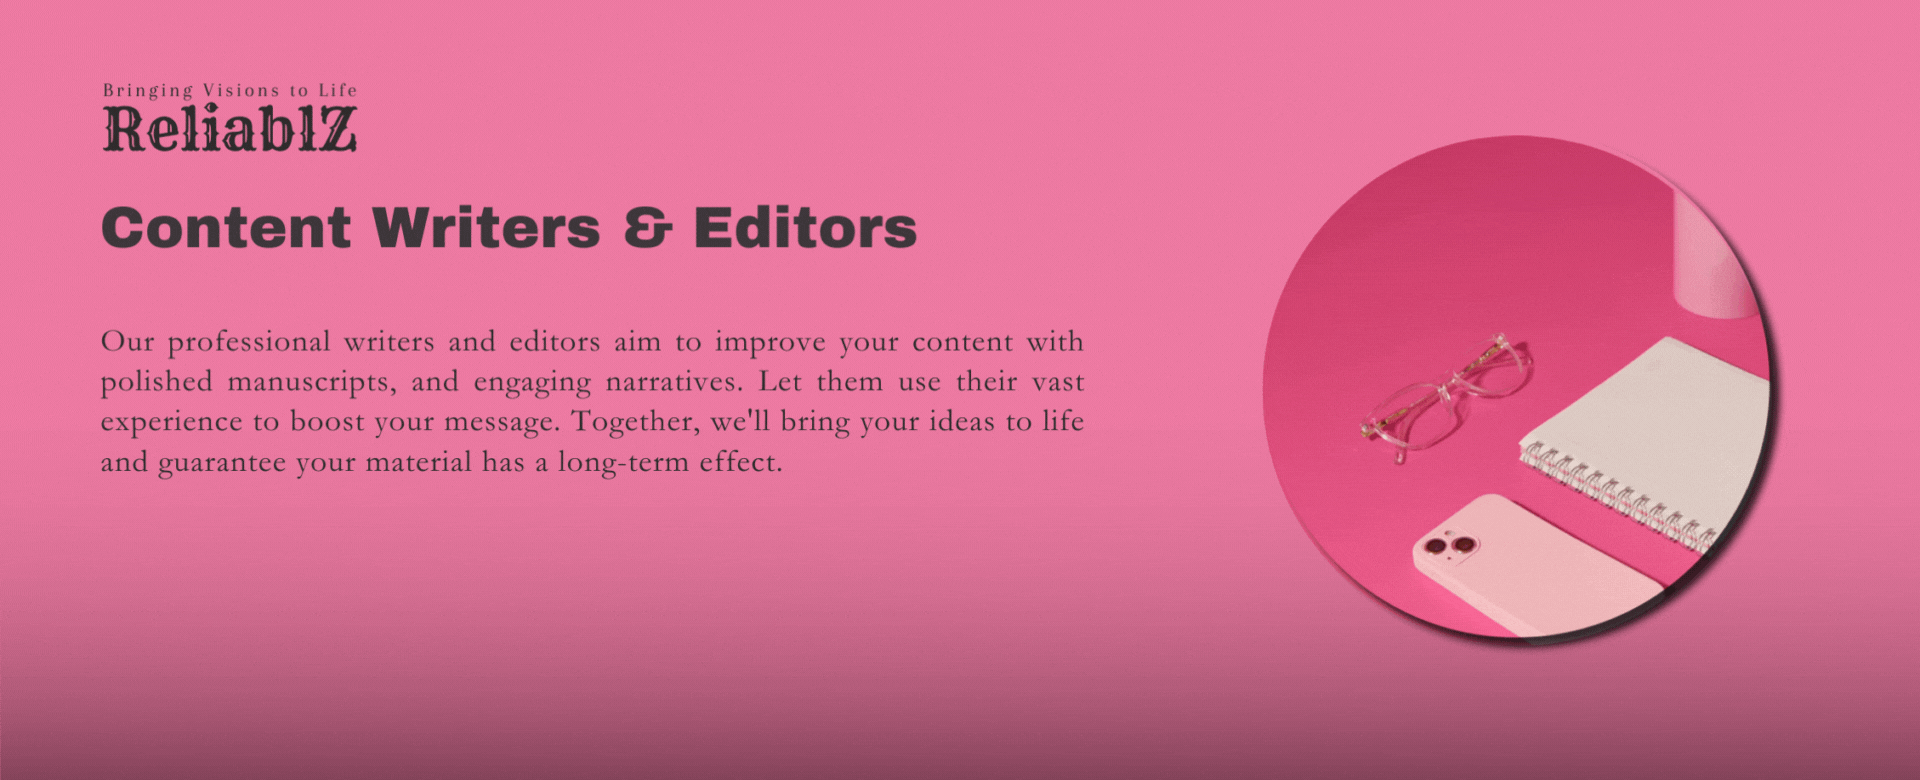 Bringing Visions to Life
ReliablZ
Content Writers & Editors
Our professional writers and editors aim to improve your content with
polished manuscripts, and engaging narratives. Let them use their vast
experience to boost your message. Together, we'll bring your ideas to life
and guarantee your material has a long-term effect.